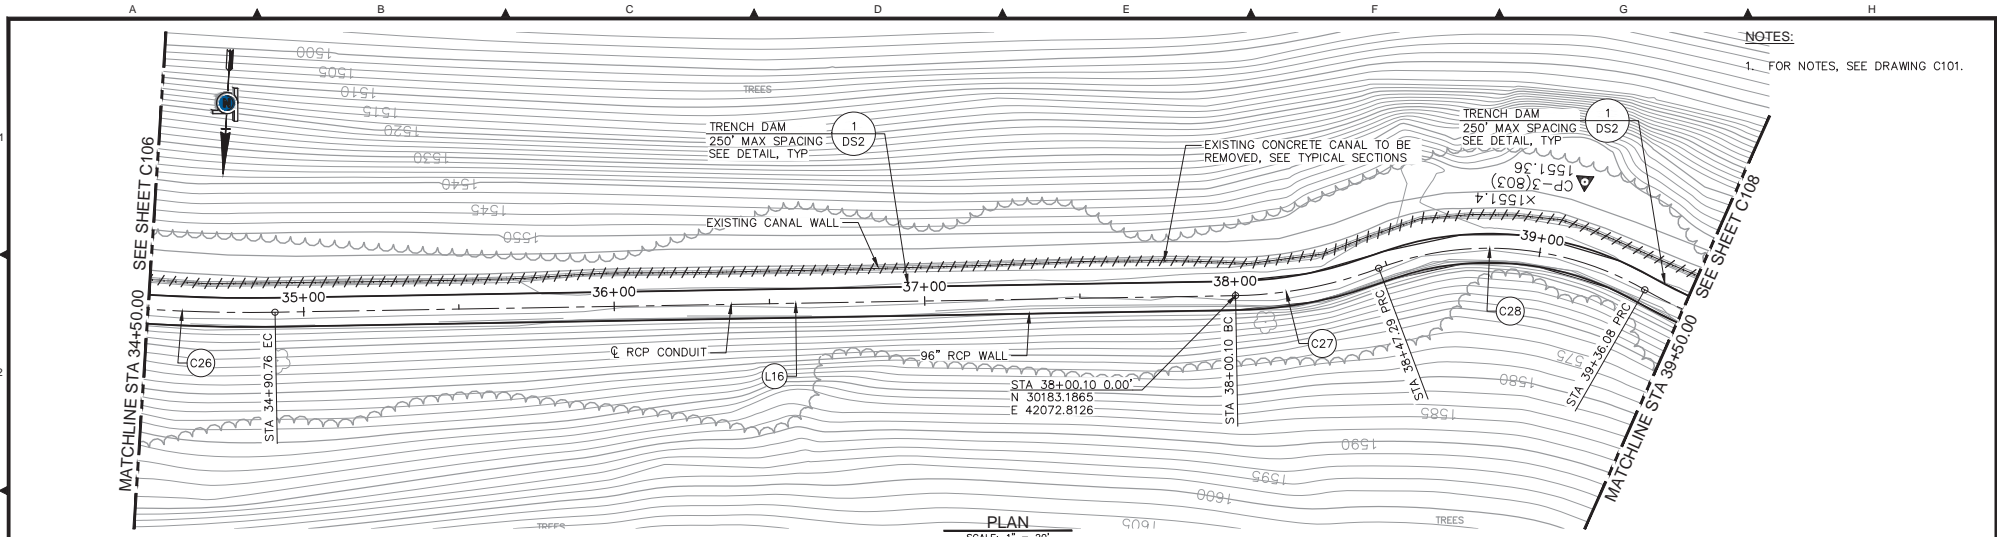 A B C D E F G H
NOTES:
1. FOR NOTES, SEE DRAWING C101.
1
2
1500
1505
1510
1515
1520
1530
1540
1545
1550
TREES
TRENCH DAM
250' MAX SPACING
SEE DETAIL, TYP
1
DS2
EXISTING CONCRETE CANAL TO BE
REMOVED, SEE TYPICAL SECTIONS
TRENCH DAM
250' MAX SPACING
SEE DETAIL, TYP
1
DS2
CP-3(803)
1551.36
×1551.4
EXISTING CANAL WALL
MATCHLINE STA 34+50.00 SEE SHEET C106
35+00
36+00
37+00
38+00
39+00
MATCHLINE STA 39+50.00 SEE SHEET C108
C26
STA 34+90.76 EC
℄ RCP CONDUIT
L16
96" RCP WALL
STA 38+00.10 0.00'
N 30183.1865
E 42072.8126
STA 38+00.10 BC
C27
STA 38+47.29 PRC
C28
STA 39+36.08 PRC
575
1580
1585
1590
1595
1600
1605
TREES
TREES
PLAN
SCALE: 1" = 20'